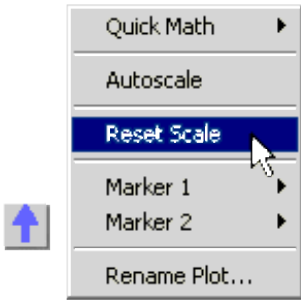 Quick Math
Autoscale
Reset Scale
Marker 1
Marker 2
Rename Plot...